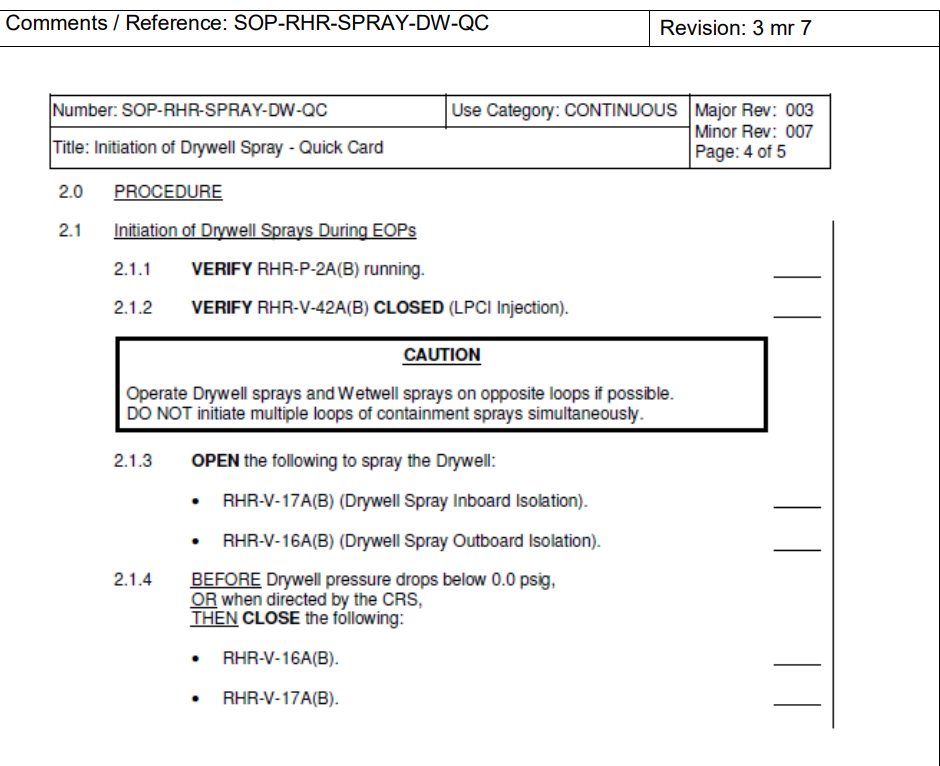 Comments / Reference: SOP-RHR-SPRAY-DW-QC
Revision: 3 mr 7
Number: SOP-RHR-SPRAY-DW-QC
Use Category: CONTINUOUS
Major Rev: 003
Minor Rev: 007
Title: Initiation of Drywell Spray - Quick Card
Page: 4 of 5
2.0 PROCEDURE
2.1 Initiation of Drywell Sprays During EOPs
2.1.1 VERIFY RHR-P-2A(B) running.
2.1.2 VERIFY RHR-V-42A(B) CLOSED (LPCI Injection).
CAUTION
Operate Drywell sprays and Wetwell sprays on opposite loops if possible.
DO NOT initiate multiple loops of containment sprays simultaneously.
2.1.3 OPEN the following to spray the Drywell:
• RHR-V-17A(B) (Drywell Spray Inboard Isolation).
• RHR-V-16A(B) (Drywell Spray Outboard Isolation).
2.1.4 BEFORE Drywell pressure drops below 0.0 psig,
OR when directed by the CRS,
THEN CLOSE the following:
• RHR-V-16A(B).
• RHR-V-17A(B).